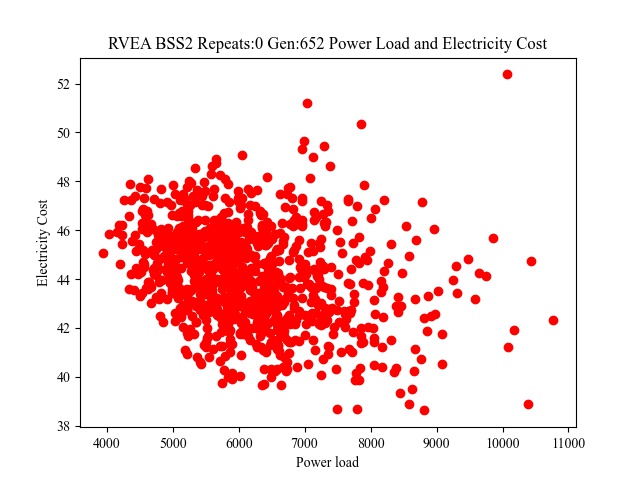 RVEA BSS2 Repeats:0 Gen:652 Power Load and Electricity Cost
52
50
48
46
44
42
40
38
Electricity Cost
4000 5000 6000 7000 8000 9000 10000 11000
Power load